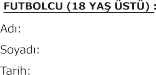 FUTBOLCU (18 YAŞ ÜSTÜ) :
Adı:
Soyadı:
Tarih: